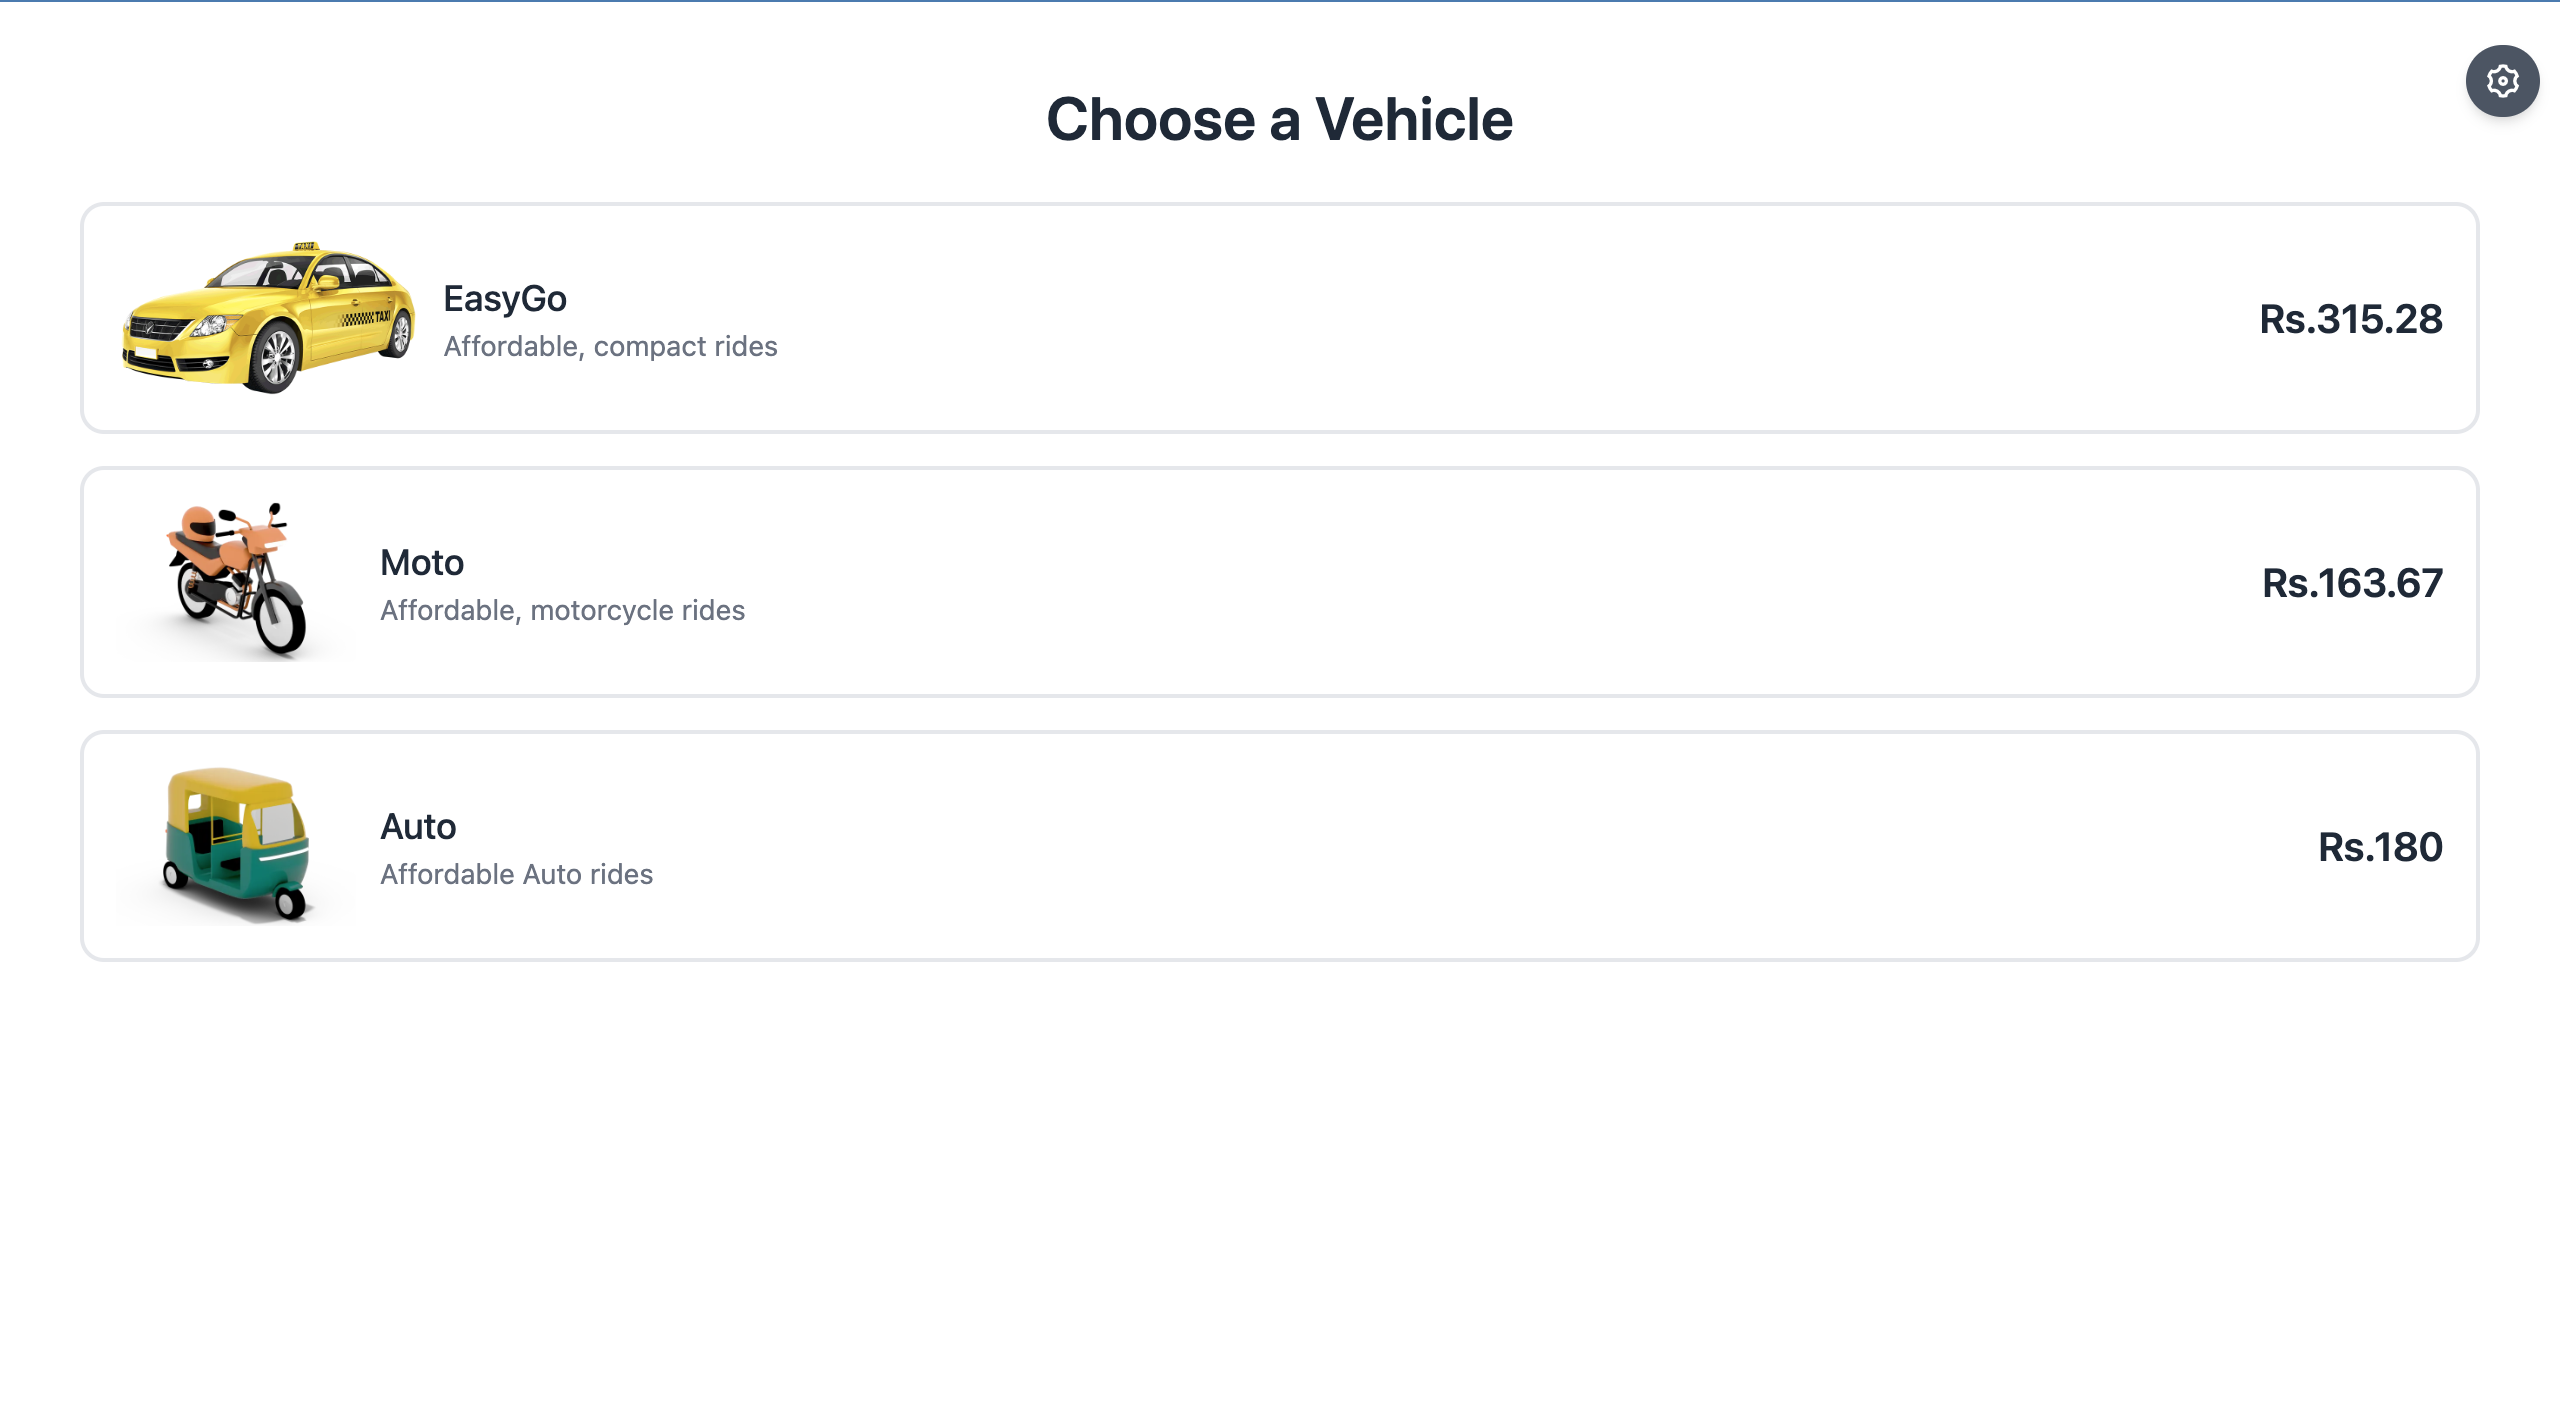 Choose a Vehicle
TAXI
TAXI
EasyGo
Affordable, compact rides
Rs.315.28
Moto
Affordable, motorcycle rides
Rs.163.67
Auto
Affordable Auto rides
Rs.180